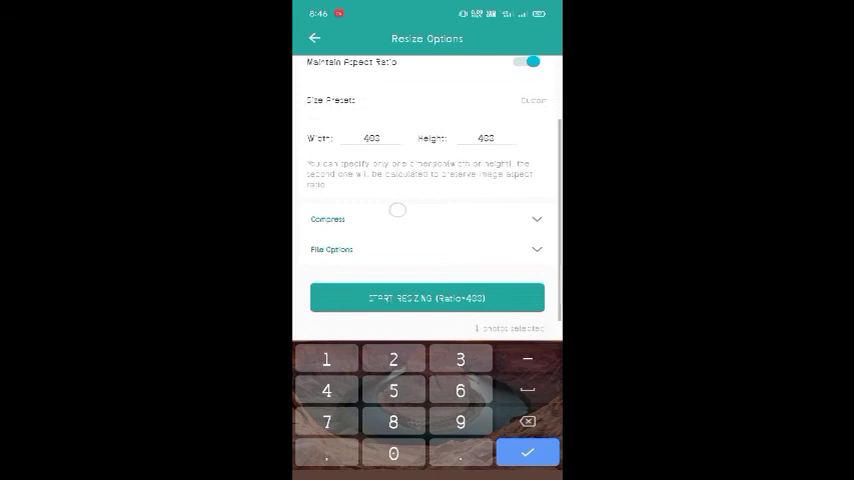 8:46
Resize Options
Maintain Aspect Ratio
Size Presets Custom
Width: 400 Height: 400
You can specify only one dimension(width or height), the
second one will be calculated to preserve image aspect
ratio.
Compress
File Options
START RESIZING (Ratio*400)
1 photos selected
1 2 3 -
4 5 6
7 8 9
. 0 .